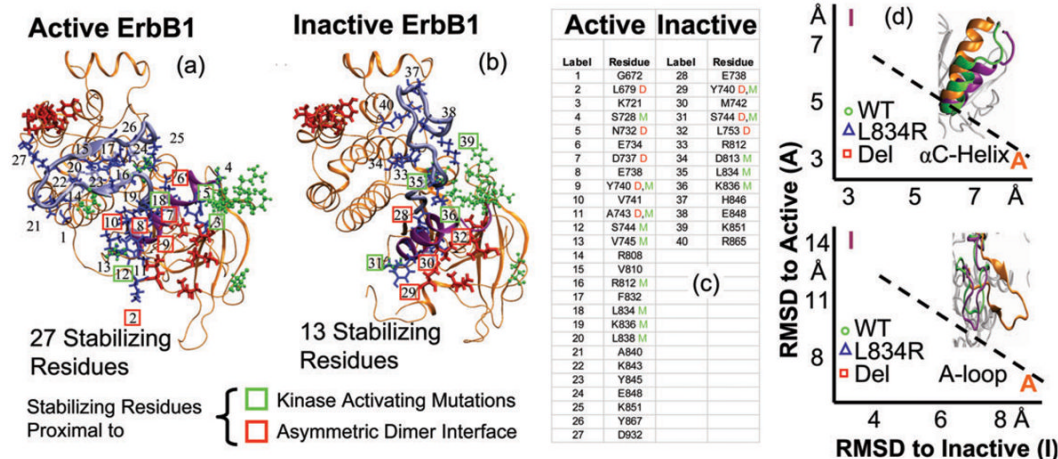 Active ErbB1
(a)
26
25
15
17
24
27
20
16
4
22
23
14
19
6
5
18
21
10
7
3
1
8
9
13
12
11
2
27 Stabilizing
Residues
Inactive ErbB1
37
(b)
40
38
39
34
33
35
28
36
32
31
30
29
13 Stabilizing
Residues
Stabilizing Residues
Proximal to
Kinase Activating Mutations
Asymmetric Dimer Interface
Active Inactive
Label Residue Label Residue
1 G672 28 E738
2 L679 D 29 Y740 D,M
3 K721 30 M742
4 S728 M 31 S744 D,M
5 N732 D 32 L753 D
6 E734 33 R812
7 D737 D 34 D813 M
8 E738 35 L834 M
9 Y740 D,M 36 K836 M
10 V741 37 H846
11 A743 D,M 38 E848
12 S744 M 39 K851
13 V745 M 40 R865
14 R808
15 V810
16 R812 M
17 F832
18 L834 M
19 K836 M
20 L838 M
21 A840
22 K843
23 Y845
24 E848
25 K851
26 Y867
27 D932
(c)
(d)
RMSD to Active (A)
Å
7
5
3
I
WT
L834R
Del
αC-Helix
A
3 5 7 Å
14
Å
11
8
I
WT
L834R
Del
A-loop
A
4 6 8 Å
RMSD to Inactive (I)